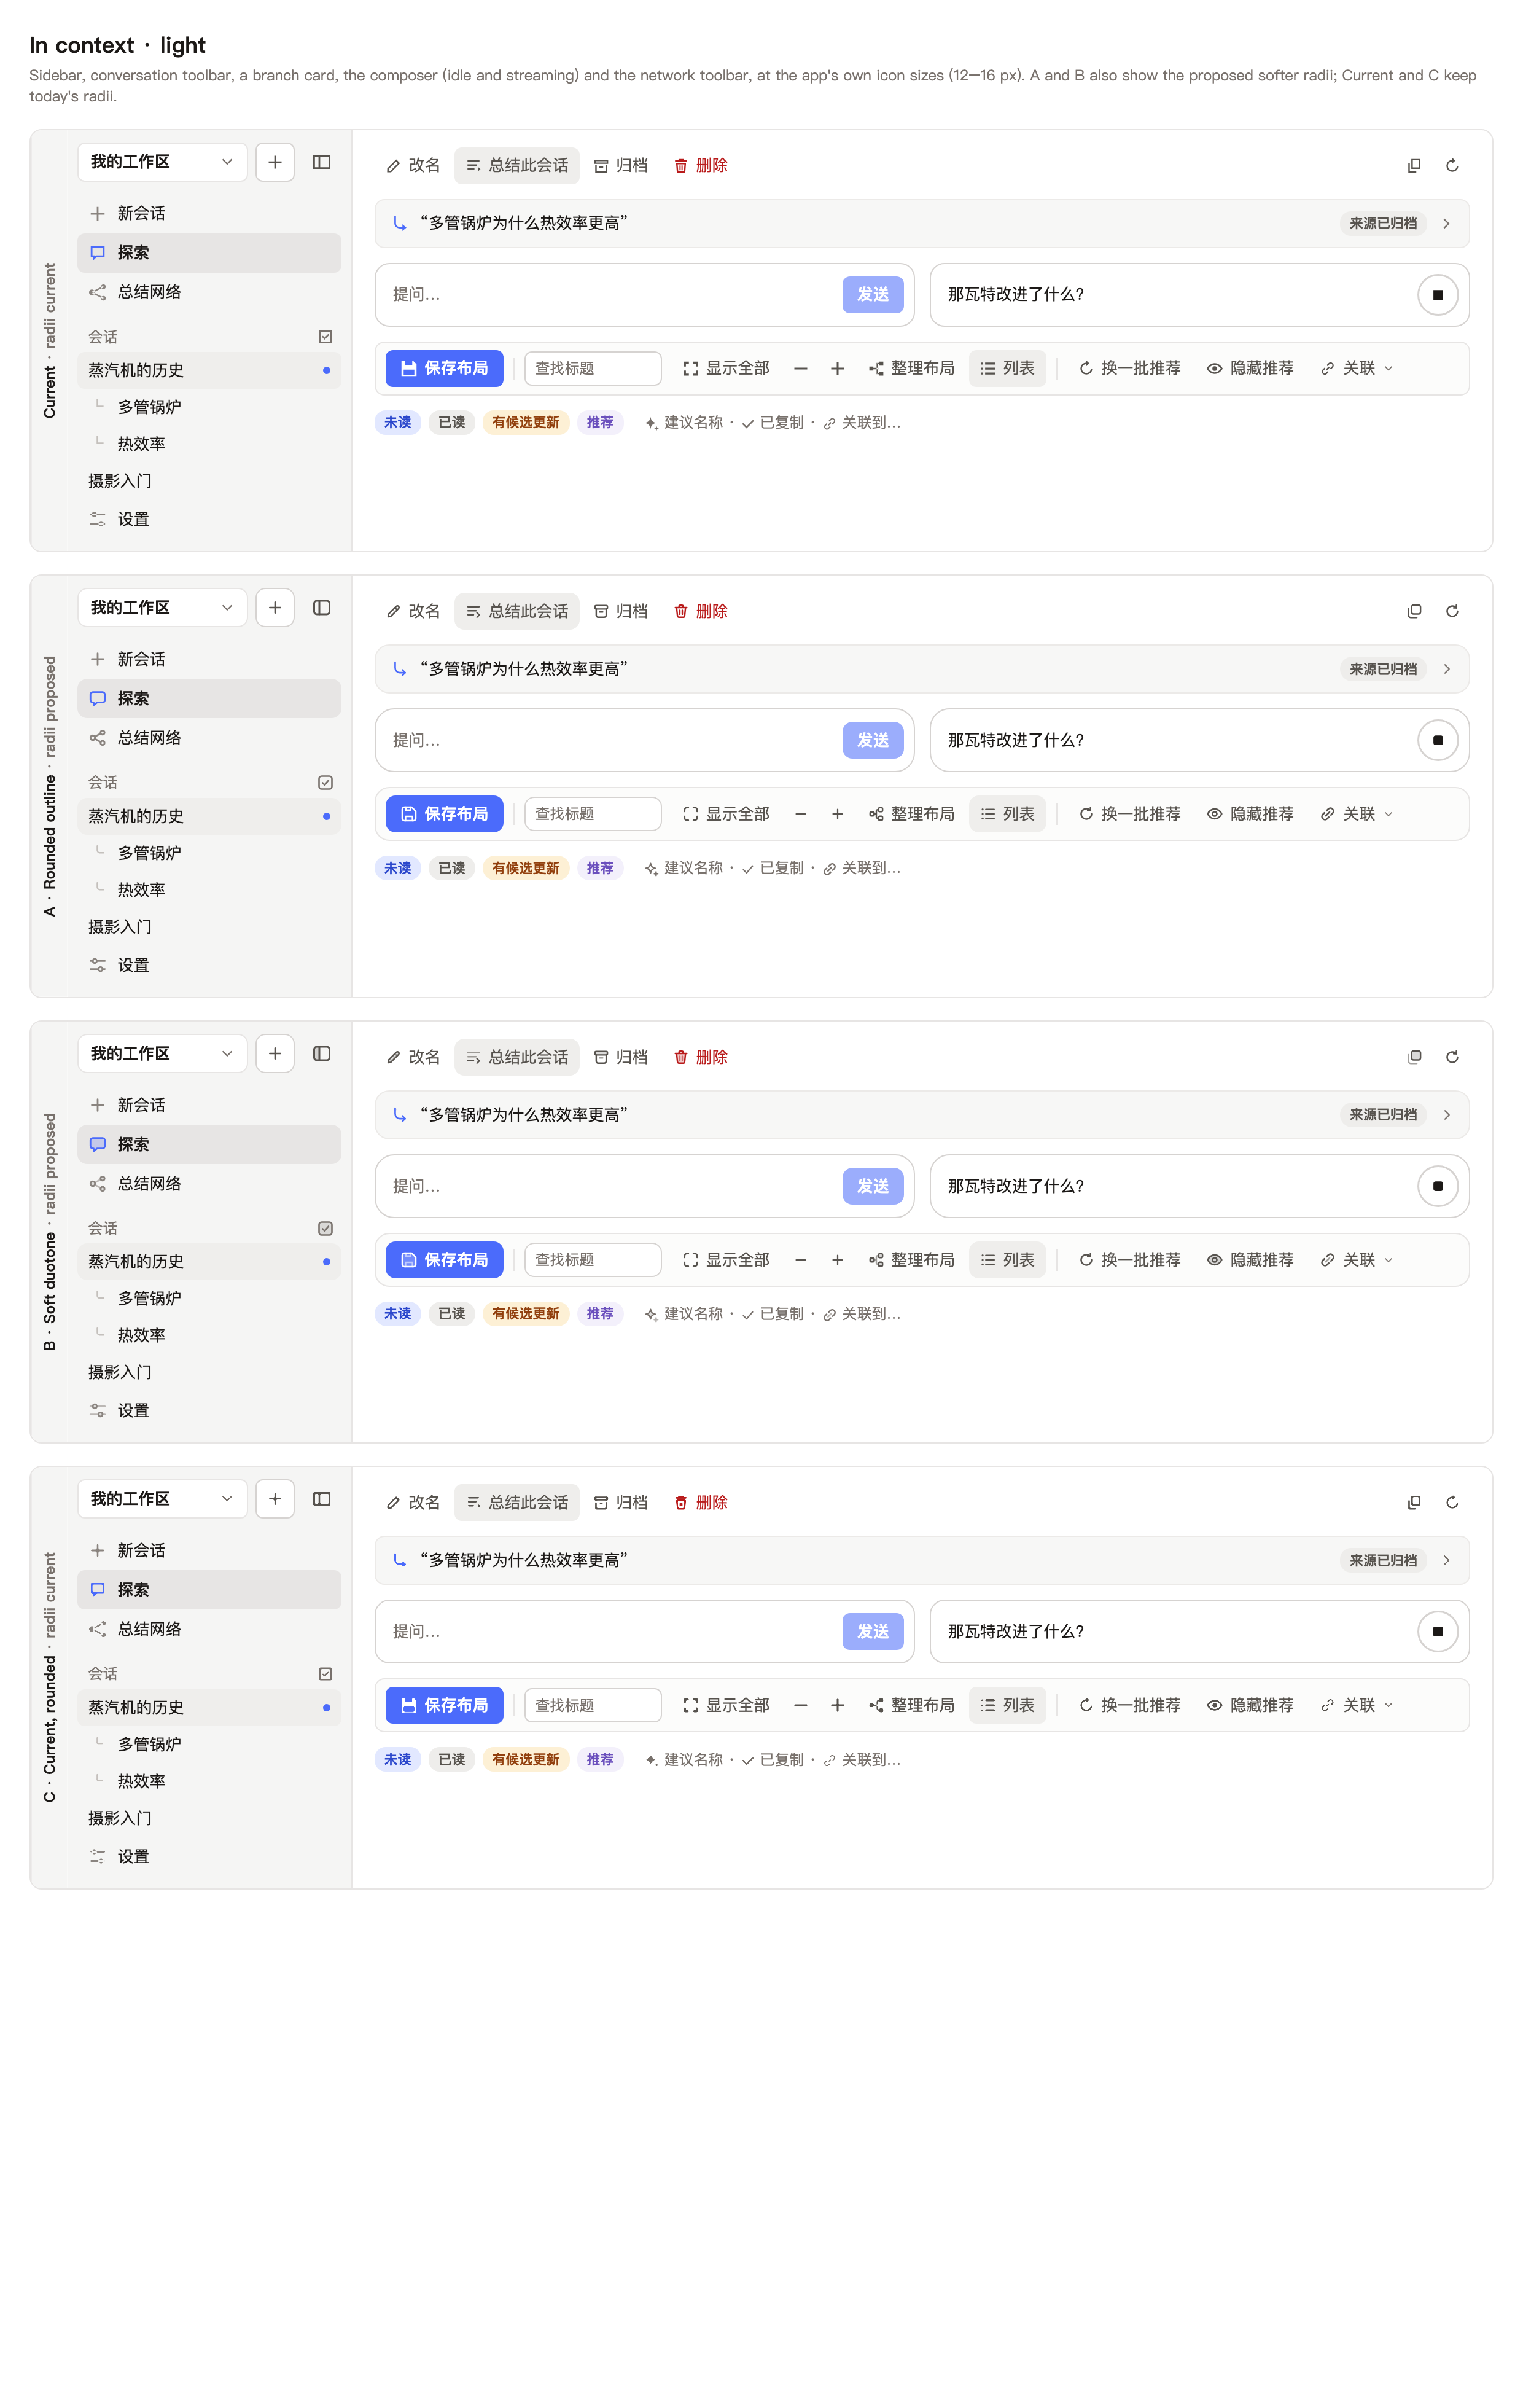 In context · light
Sidebar, conversation toolbar, a branch card, the composer (idle and streaming) and the network toolbar, at the app's own icon sizes (12–16 px). A and B also show the proposed softer radii; Current and C keep
today's radii.
Current · radii current
我的工作区
新会话
探索
总结网络
会话
蒸汽机的历史
多管锅炉
热效率
摄影入门
设置
改名 总结此会话 归档 删除
“多管锅炉为什么热效率更高” 来源已归档
提问… 发送 那瓦特改进了什么?
保存布局 查找标题 显示全部 整理布局 列表 换一批推荐 隐藏推荐 关联
未读 已读 有候选更新 推荐 建议名称 · 已复制 · 关联到…
A · Rounded outline · radii proposed
我的工作区
新会话
探索
总结网络
会话
蒸汽机的历史
多管锅炉
热效率
摄影入门
设置
改名 总结此会话 归档 删除
“多管锅炉为什么热效率更高” 来源已归档
提问… 发送 那瓦特改进了什么?
保存布局 查找标题 显示全部 整理布局 列表 换一批推荐 隐藏推荐 关联
未读 已读 有候选更新 推荐 建议名称 · 已复制 · 关联到…
B · Soft duotone · radii proposed
我的工作区
新会话
探索
总结网络
会话
蒸汽机的历史
多管锅炉
热效率
摄影入门
设置
改名 总结此会话 归档 删除
“多管锅炉为什么热效率更高” 来源已归档
提问… 发送 那瓦特改进了什么?
保存布局 查找标题 显示全部 整理布局 列表 换一批推荐 隐藏推荐 关联
未读 已读 有候选更新 推荐 建议名称 · 已复制 · 关联到…
C · Current, rounded · radii current
我的工作区
新会话
探索
总结网络
会话
蒸汽机的历史
多管锅炉
热效率
摄影入门
设置
改名 总结此会话 归档 删除
“多管锅炉为什么热效率更高” 来源已归档
提问… 发送 那瓦特改进了什么?
保存布局 查找标题 显示全部 整理布局 列表 换一批推荐 隐藏推荐 关联
未读 已读 有候选更新 推荐 建议名称 · 已复制 · 关联到…